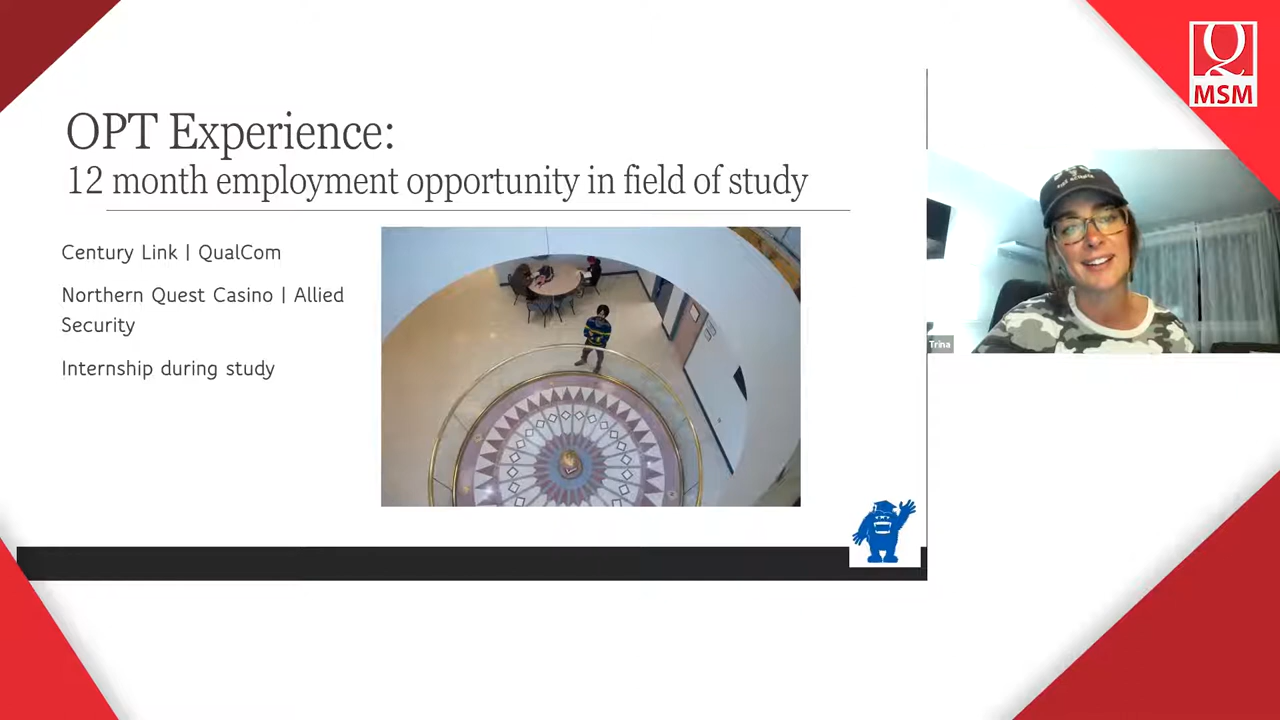 OPT Experience:
12 month employment opportunity in field of study
Century Link | QualCom
Northern Quest Casino | Allied
Security
Internship during study
Q
MSM
Trina